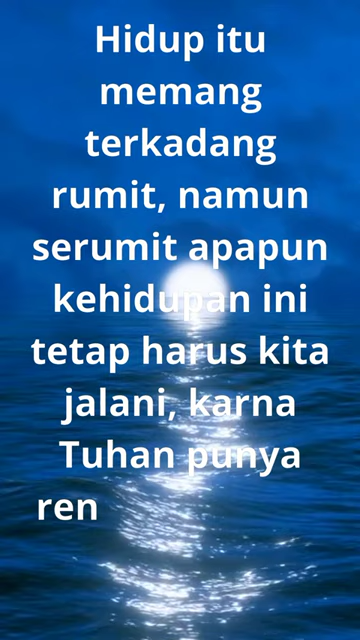 Hidup itu
memang
terkadang
rumit, namun
serumit apapun
kehidupan ini
tetap harus kita
jalani, karna
Tuhan punya
ren